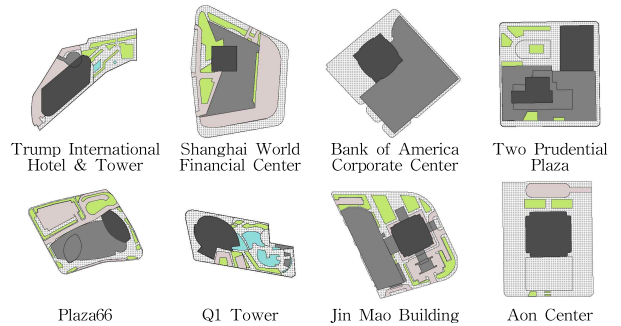 Trump International
Hotel & Tower
Shanghai World
Financial Center
Bank of America
Corporate Center
Two Prudential
Plaza
Plaza66
Q1 Tower
Jin Mao Building
Aon Center